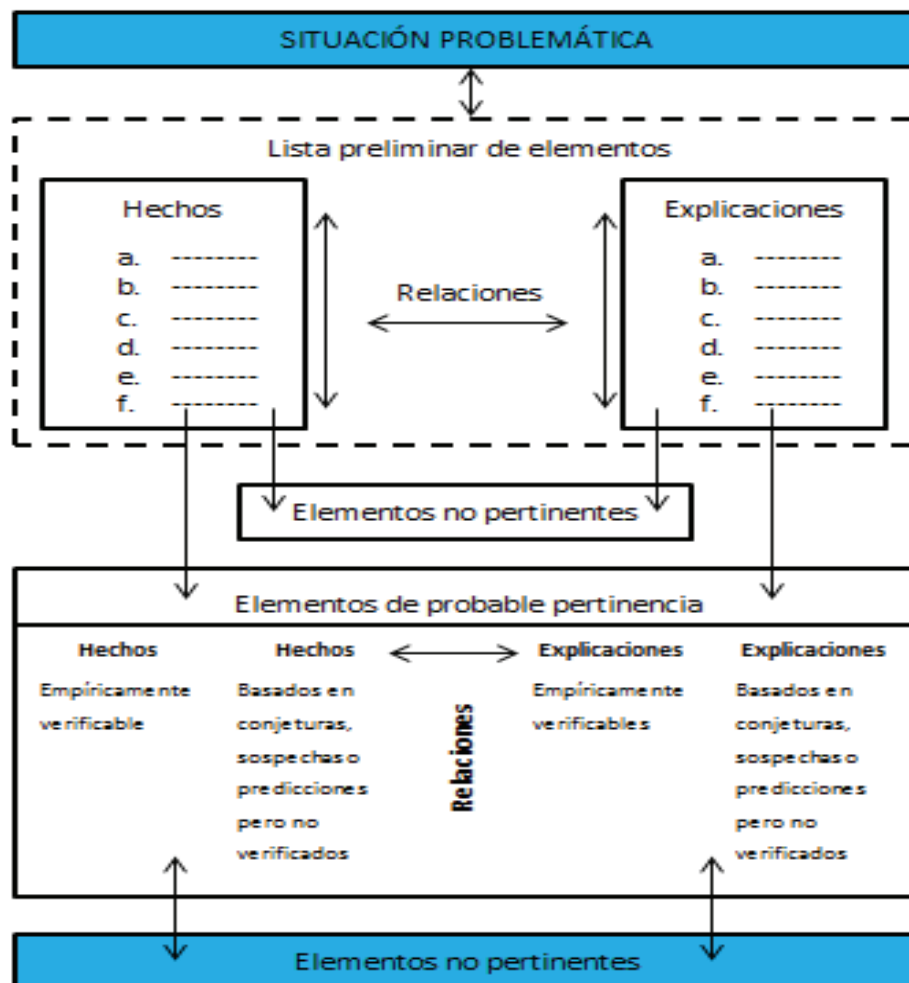 SITUACIÓN PROBLEMÁTICA
Lista preliminar de elementos
Hechos
a. --------
b. --------
c. --------
d. --------
e. --------
f. --------
Relaciones
Explicaciones
a. --------
b. --------
c. --------
d. --------
e. --------
f. --------
Elementos no pertinentes
Elementos de probable pertinencia
Hechos
Empíricamente
verificable
Hechos
Basados en
conjeturas,
sospechas o
predicciones
pero no
verificados
Relaciones
Explicaciones
Empíricamente
verificables
Explicaciones
Basados en
conjeturas,
sospechas o
predicciones
pero no
verificados
Elementos no pertinentes